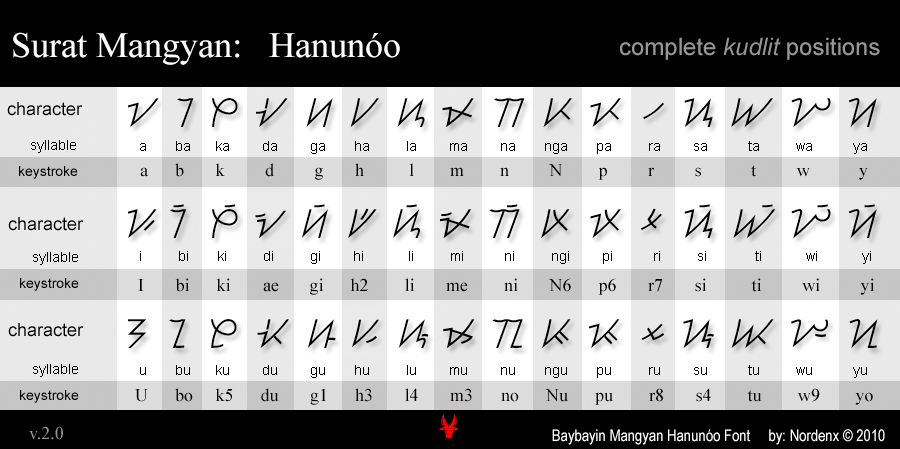 Surat Mangyan: Hanunóo complete kudlit positions
character ᜠ ᜪ ᜣ ᜧ ᜤ ᜱ ᜮ ᜫ ᜨ ᜥ ᜩ ᜭ ᜰ ᜦ ᜯ ᜬ
syllable a ba ka da ga ha la ma na nga pa ra sa ta wa ya
keystroke a b k d g h l m n N p r s t w y
character ᜡ ᜪᜲ ᜣᜲ ᜧᜲ ᜤᜲ ᜱᜲ ᜮᜲ ᜫᜲ ᜨᜲ ᜥᜲ ᜩᜲ ᜭᜲ ᜰᜲ ᜦᜲ ᜯᜲ ᜬᜲ
syllable i bi ki di gi hi li mi ni ngi pi ri si ti wi yi
keystroke I bi ki ae gi h2 li me ni N6 p6 r7 si ti wi yi
character ᜢ ᜪᜳ ᜣᜳ ᜧᜳ ᜤᜳ ᜱᜳ ᜮᜳ ᜫᜳ ᜨᜳ ᜥᜳ ᜩᜳ ᜭᜳ ᜰᜳ ᜦᜳ ᜯᜳ ᜬᜳ
syllable u bu ku du gu hu lu mu nu ngu pu ru su tu wu yu
keystroke U bo k5 du g1 h3 l4 m3 no Nu pu r8 s4 tu w9 yo
v.2.0 Baybayin Mangyan Hanunóo Font by: Nordenx © 2010